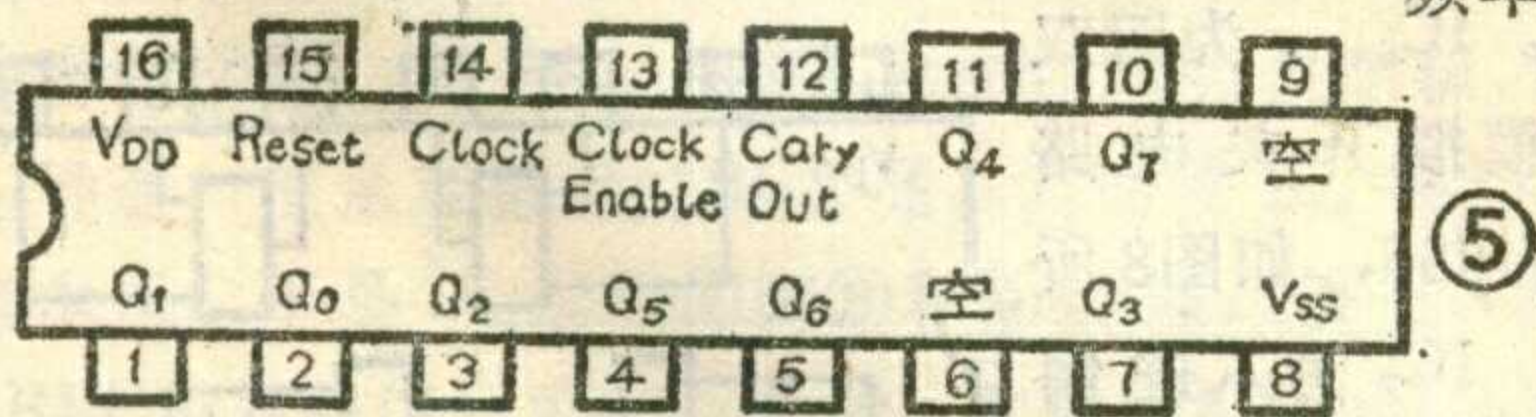 16 15 14 13 12 11 10 9
VDD Reset Clock Clock Cary Q4 Q7 空
Enable Out
⑤
Q1 Q0 Q2 Q5 Q6 空 Q3 VSS
1 2 3 4 5 6 7 8